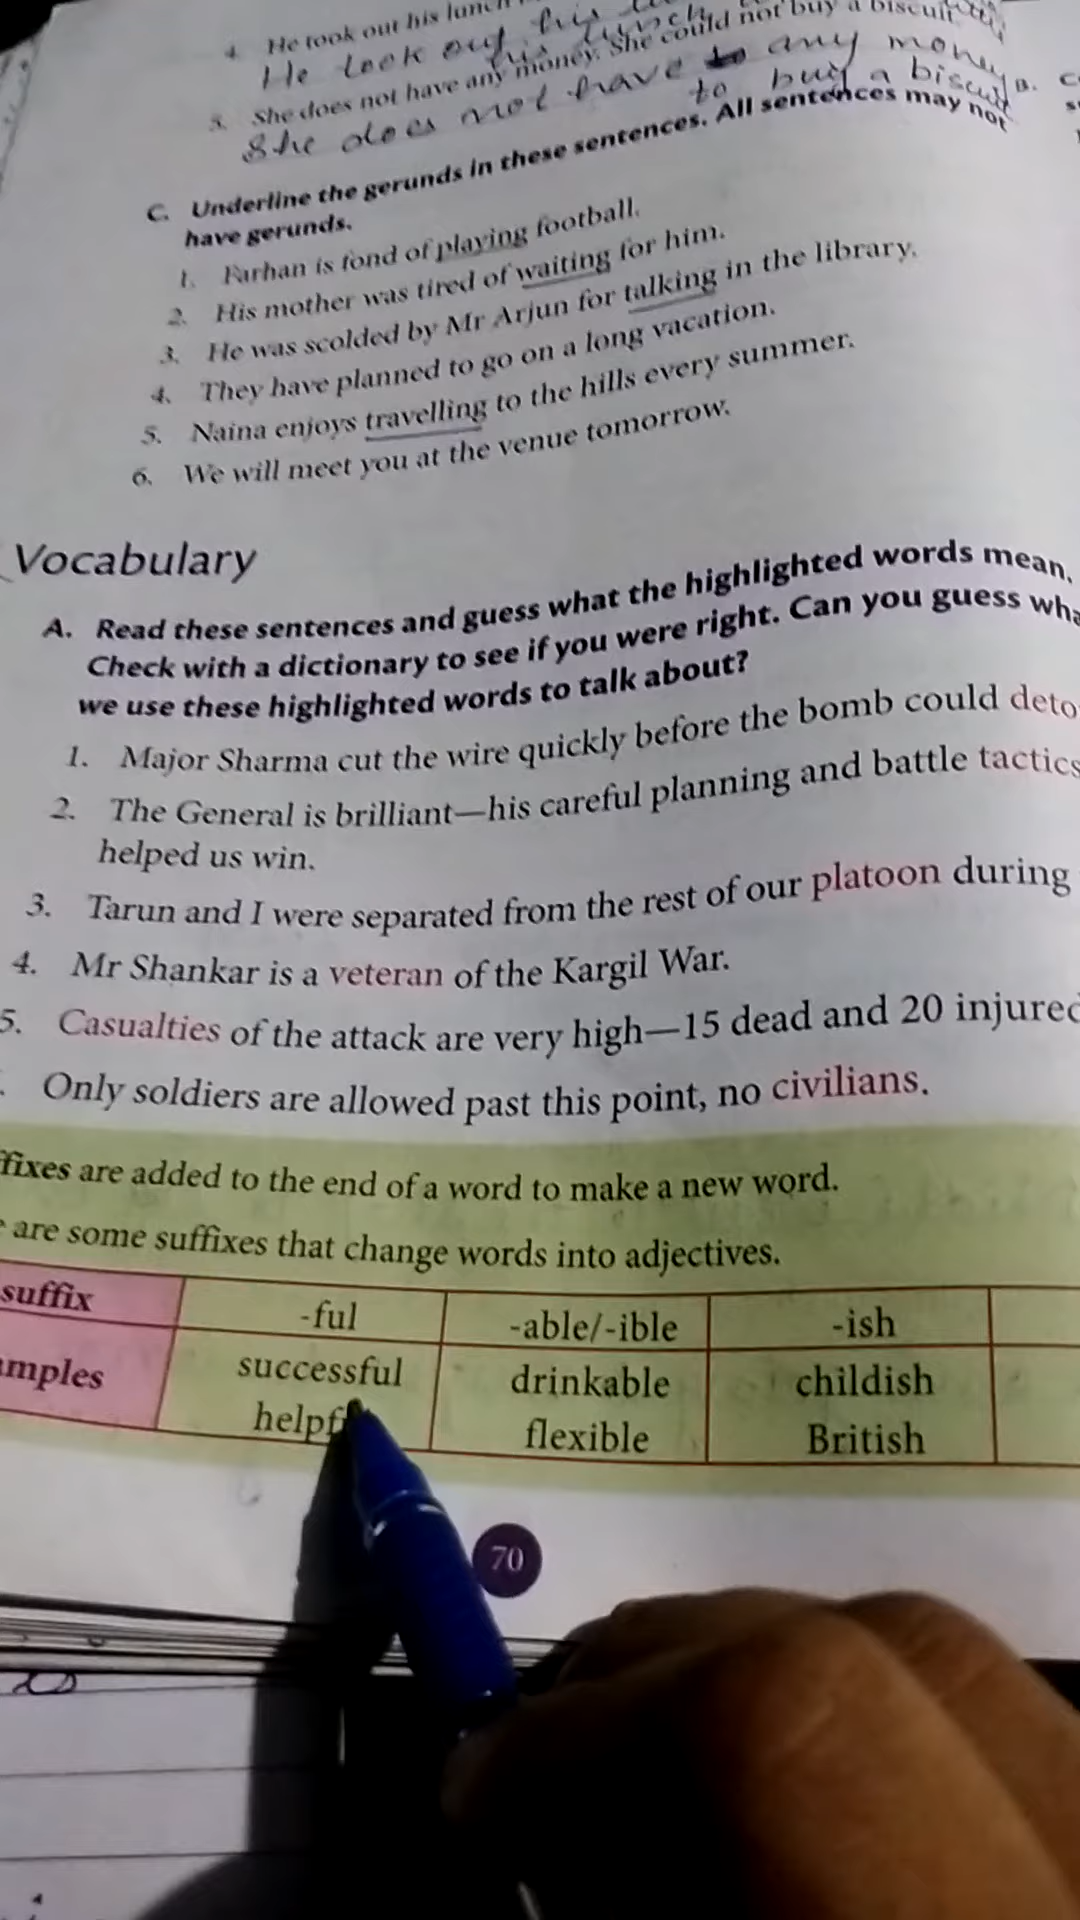 4. He took out his lunch
He took out his
his lunch
5. She does not have any money. She could not buy a biscuit.
She does not have to any money
to buy a biscuit
B.
C. Underline the gerunds in these sentences. All sentences may not
have gerunds.
1. Farhan is fond of playing football.
2. His mother was tired of waiting for him.
3. He was scolded by Mr Arjun for talking in the library.
4. They have planned to go on a long vacation.
5. Naina enjoys travelling to the hills every summer.
6. We will meet you at the venue tomorrow.
Vocabulary
A. Read these sentences and guess what the highlighted words mean.
Check with a dictionary to see if you were right. Can you guess wha
we use these highlighted words to talk about?
1. Major Sharma cut the wire quickly before the bomb could deto
2. The General is brilliant—his careful planning and battle tactics
helped us win.
3. Tarun and I were separated from the rest of our platoon during
4. Mr Shankar is a veteran of the Kargil War.
5. Casualties of the attack are very high—15 dead and 20 injured
. Only soldiers are allowed past this point, no civilians.
ffixes are added to the end of a word to make a new word.
e are some suffixes that change words into adjectives.
suffix -ful -able/-ible -ish
amples successful drinkable childish
helpf flexible British
70